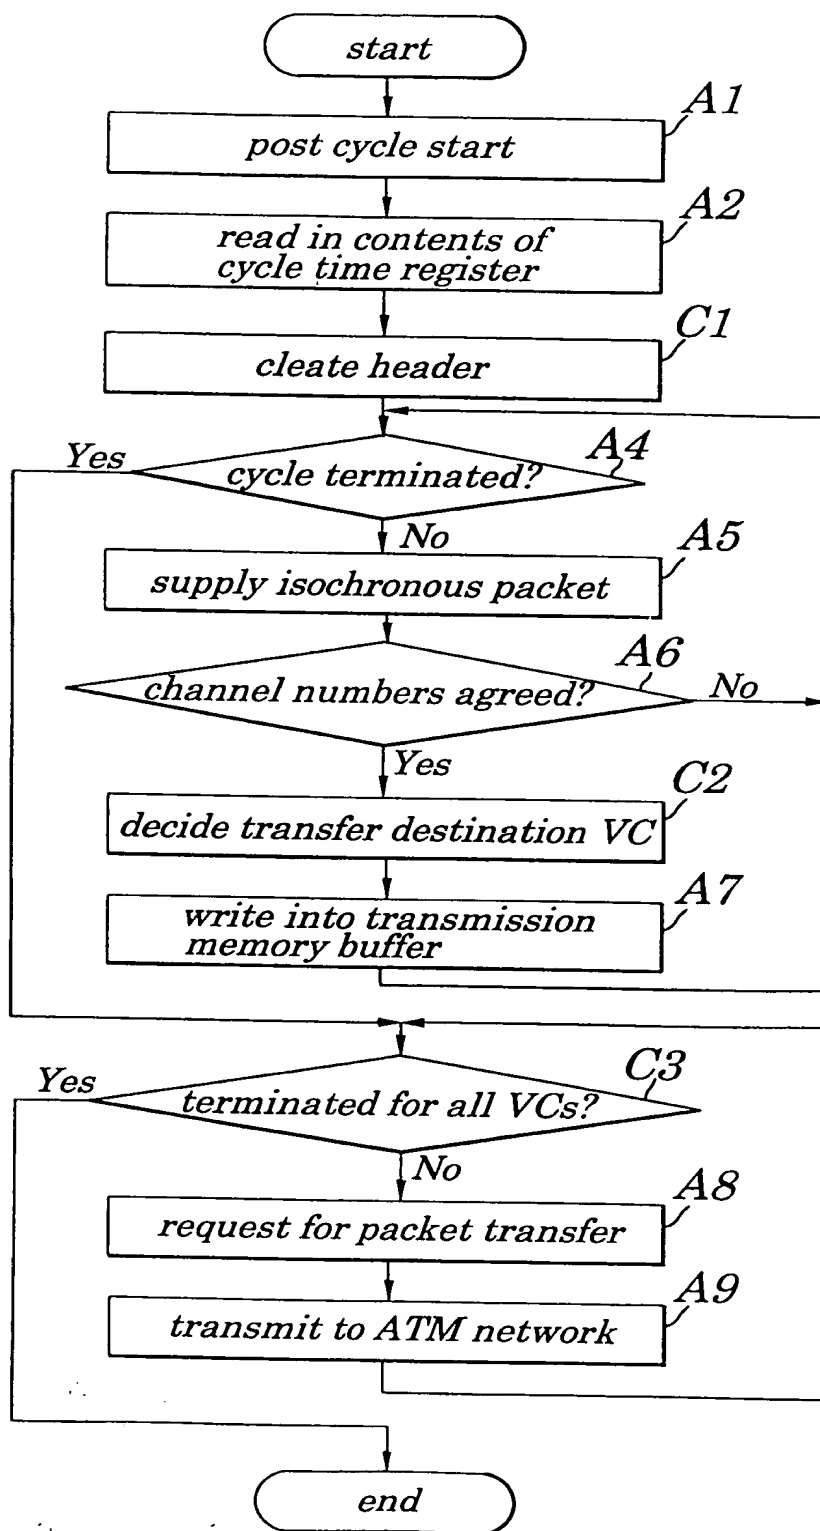 start
A1
post cycle start
A2
read in contents of
cycle time register
C1
cleate header
Yes
A4
cycle terminated?
No
A5
supply isochronous packet
A6
channel numbers agreed?
No
Yes
C2
decide transfer destination VC
A7
write into transmission
memory buffer
Yes
C3
terminated for all VCs?
No
A8
request for packet transfer
A9
transmit to ATM network
end